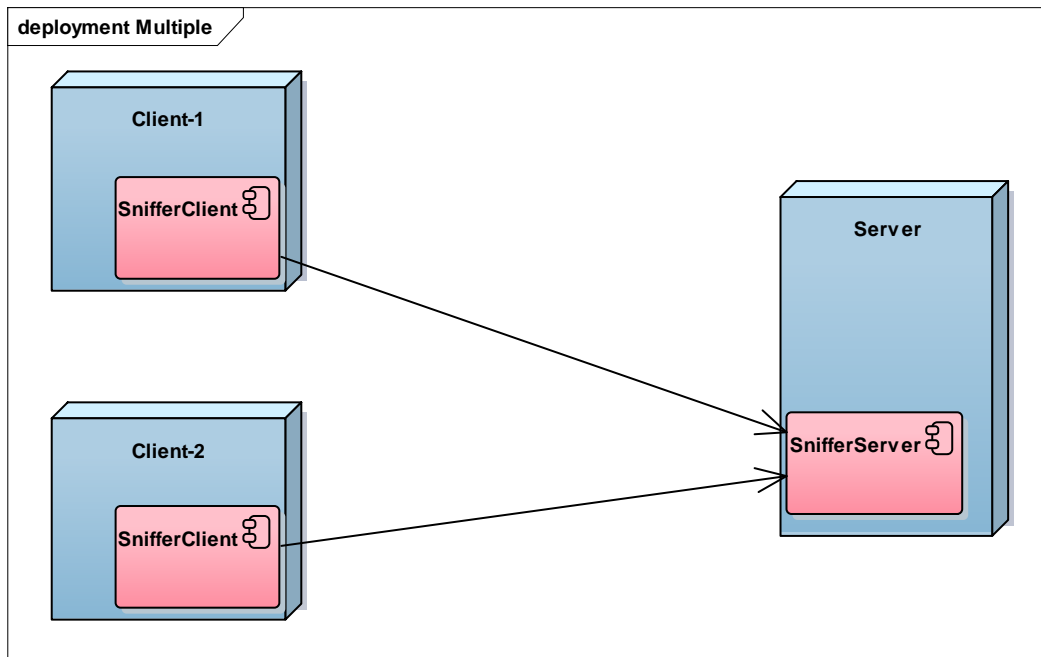 deployment Multiple
Client-1
SnifferClient
Server
SnifferServer
Client-2
SnifferClient